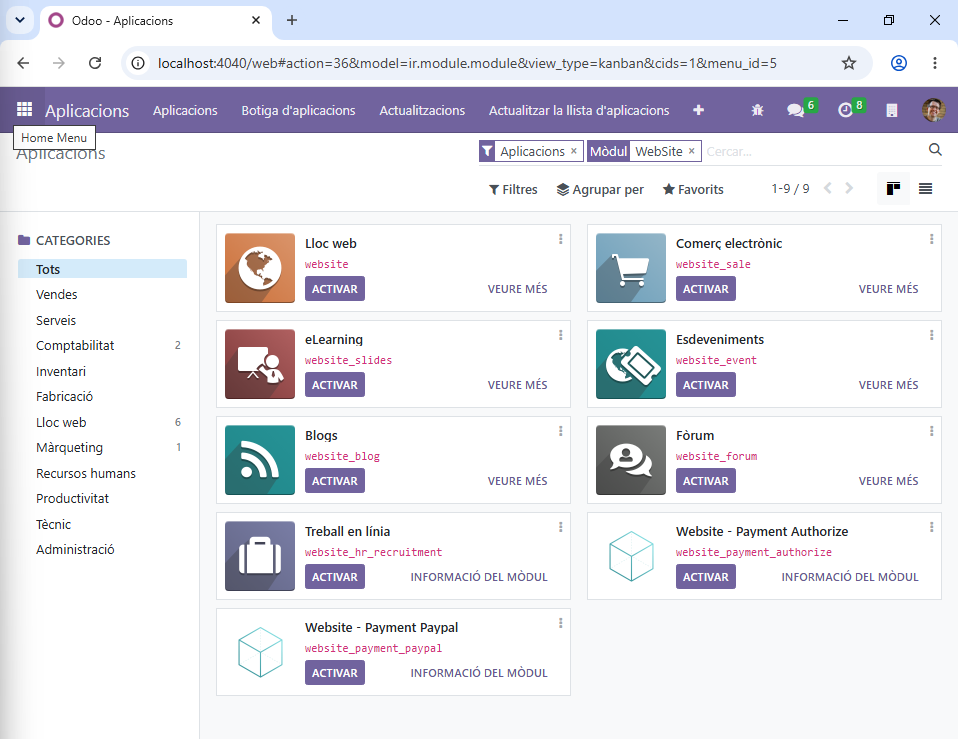 Odoo - Aplicacions
localhost:4040/web#action=36&model=ir.module.module&view_type=kanban&cids=1&menu_id=5
Aplicacions Aplicacions Botiga d'aplicacions Actualitzacions Actualitzar la llista d'aplicacions 6 8
Home Menu
Aplicacions
Aplicacions × Mòdul WebSite × Cercar...
Filtres Agrupar per Favorits 1-9 / 9
CATEGORIES
Tots
Vendes
Serveis
Comptabilitat 2
Inventari
Fabricació
Lloc web 6
Màrqueting 1
Recursos humans
Productivitat
Tècnic
Administració
Lloc web
website
ACTIVAR VEURE MÉS
Comerç electrònic
website_sale
ACTIVAR VEURE MÉS
eLearning
website_slides
ACTIVAR VEURE MÉS
Esdeveniments
website_event
ACTIVAR VEURE MÉS
Blogs
website_blog
ACTIVAR VEURE MÉS
Fòrum
website_forum
ACTIVAR VEURE MÉS
Treball en línia
website_hr_recruitment
ACTIVAR INFORMACIÓ DEL MÒDUL
Website - Payment Authorize
website_payment_authorize
ACTIVAR INFORMACIÓ DEL MÒDUL
Website - Payment Paypal
website_payment_paypal
ACTIVAR INFORMACIÓ DEL MÒDUL